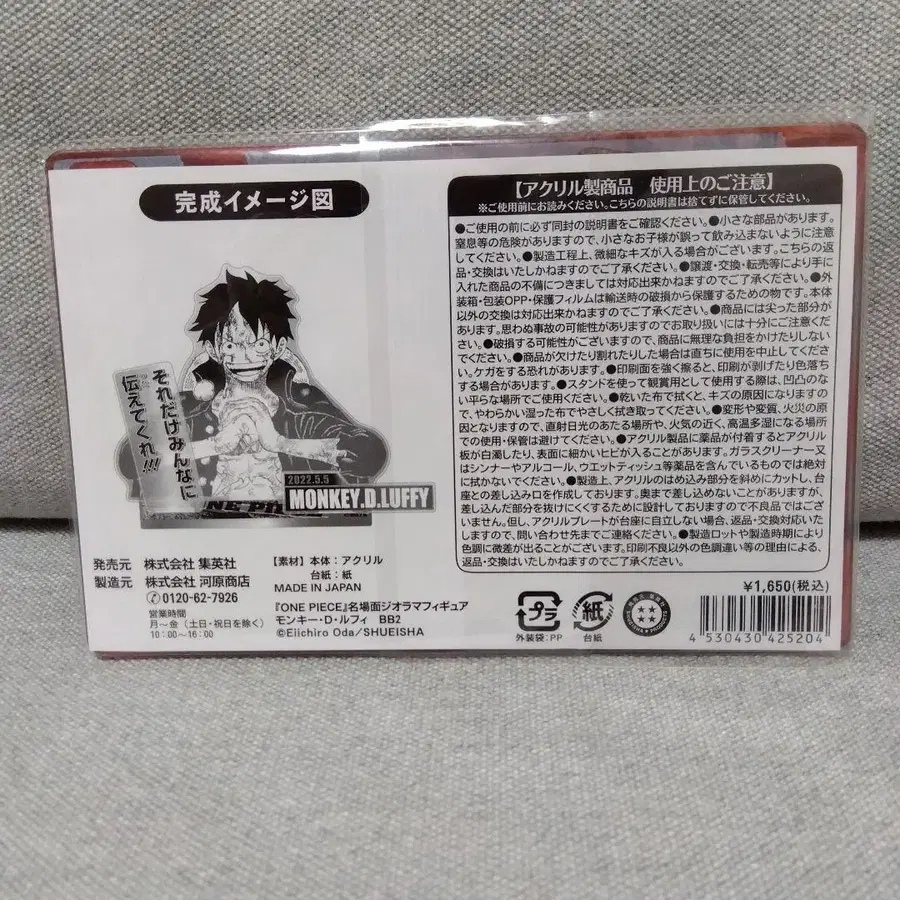 完成イメージ図
それだけみんなに
伝えてくれ!!!
2022.5.5
MONKEY.D.LUFFY
発売元 株式会社 集英社
製造元 株式会社 河原商店
0120-62-7926
営業時間
月~金(土日・祝日を除く)
10:00~16:00
【素材】本体:アクリル
台紙:紙
MADE IN JAPAN
『ONE PIECE』名場面ジオラマフィギュア
モンキー・D・ルフィ BB2
©Eiichiro Oda/SHUEISHA
【アクリル製商品 使用上のご注意】
※ご使用前にお読みください。こちらの説明書は捨てずに保管してください。
●ご使用の前に必ず同封の説明書をご確認ください。●小さな部品があります。
窒息等の危険がありますので、小さなお子様が誤って飲み込まないように注意
してください。●製造工程上、微細なキズが入る場合がございます。こちらの返
品・交換はいたしかねますのでご了承ください。●譲渡・交換・転売等により手に
入れた商品の不備につきましては対応出来かねますのでご了承ください。●外
装箱・包装OPP・保護フィルムは輸送時の破損から保護するための物です。本体
以外の交換は対応出来かねますのでご了承ください。●商品には尖った部分が
あります。思わぬ事故の可能性がありますのでお取り扱いには十分にご注意くださ
い。●破損する可能性がございますので、商品に無理な負担をかけたりしない
でください。●商品が欠けたり割れたりした場合は直ちに使用を中止してくださ
い。ケガをする恐れがあります。●印刷面を強く擦ると、印刷が剥げたり色落ち
する場合があります。●スタンドを使って観賞用として使用する際は、凹凸のな
い平らな場所でご使用ください。●乾いた布で拭くと、キズの原因になりますの
で、やわらかい湿った布でやさしく拭き取ってください。●変形や変質、火災の原
因となりますので、直射日光のあたる場所や、火気の近く、高温多湿になる場所
での使用・保管は避けてください。●アクリル製品に薬品が付着するとアクリル
板が白濁したり、表面に細かいヒビが入ることがあります。ガラスクリーナー又
はシンナーやアルコール、ウエットティッシュ等薬品を含んでいるものでは絶対
に拭かないでください。●製造上、アクリルのはめ込み部分を斜めにカットし、台
座との差し込み口を作成しております。奥まで差し込めないことがありますが、
差し込んだ部分を抜けにくくするために設計しておりますので不良品ではござ
いません。但し、アクリルプレートが台座に自立しない場合、返品・交換対応いた
しますので、問い合わせ先までご連絡ください。●製造ロットや製造時期により
色調に微差が出ることがございます。印刷不良以外の色調違い等の理由による、
返品・交換はいたしかねますのでご了承ください。
¥1,650(税込)
プラ
外装袋:PP
紙
台紙
4 530430 425204